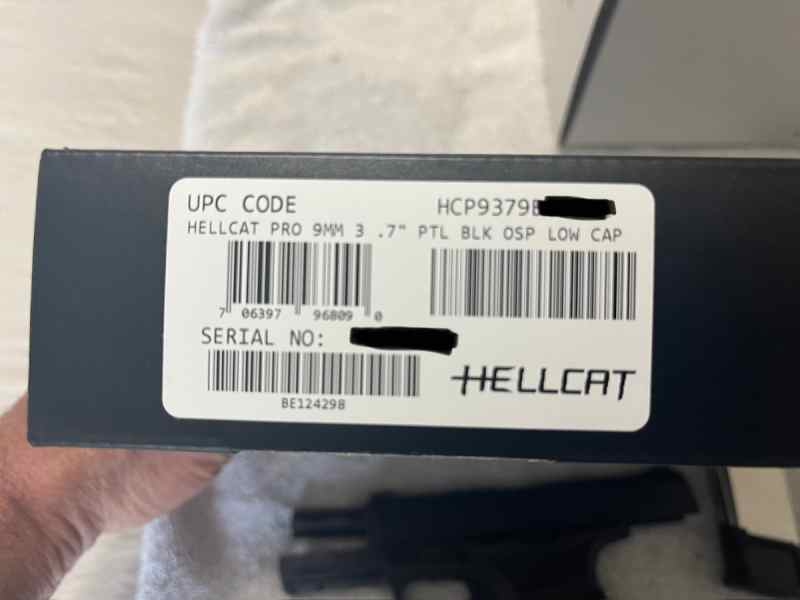 UPC CODE HCP9379
HELLCAT PRO 9MM 3 .7" PTL BLK OSP LOW CAP
7 06397 96809 0
SERIAL NO:
BE124298
HELLCAT